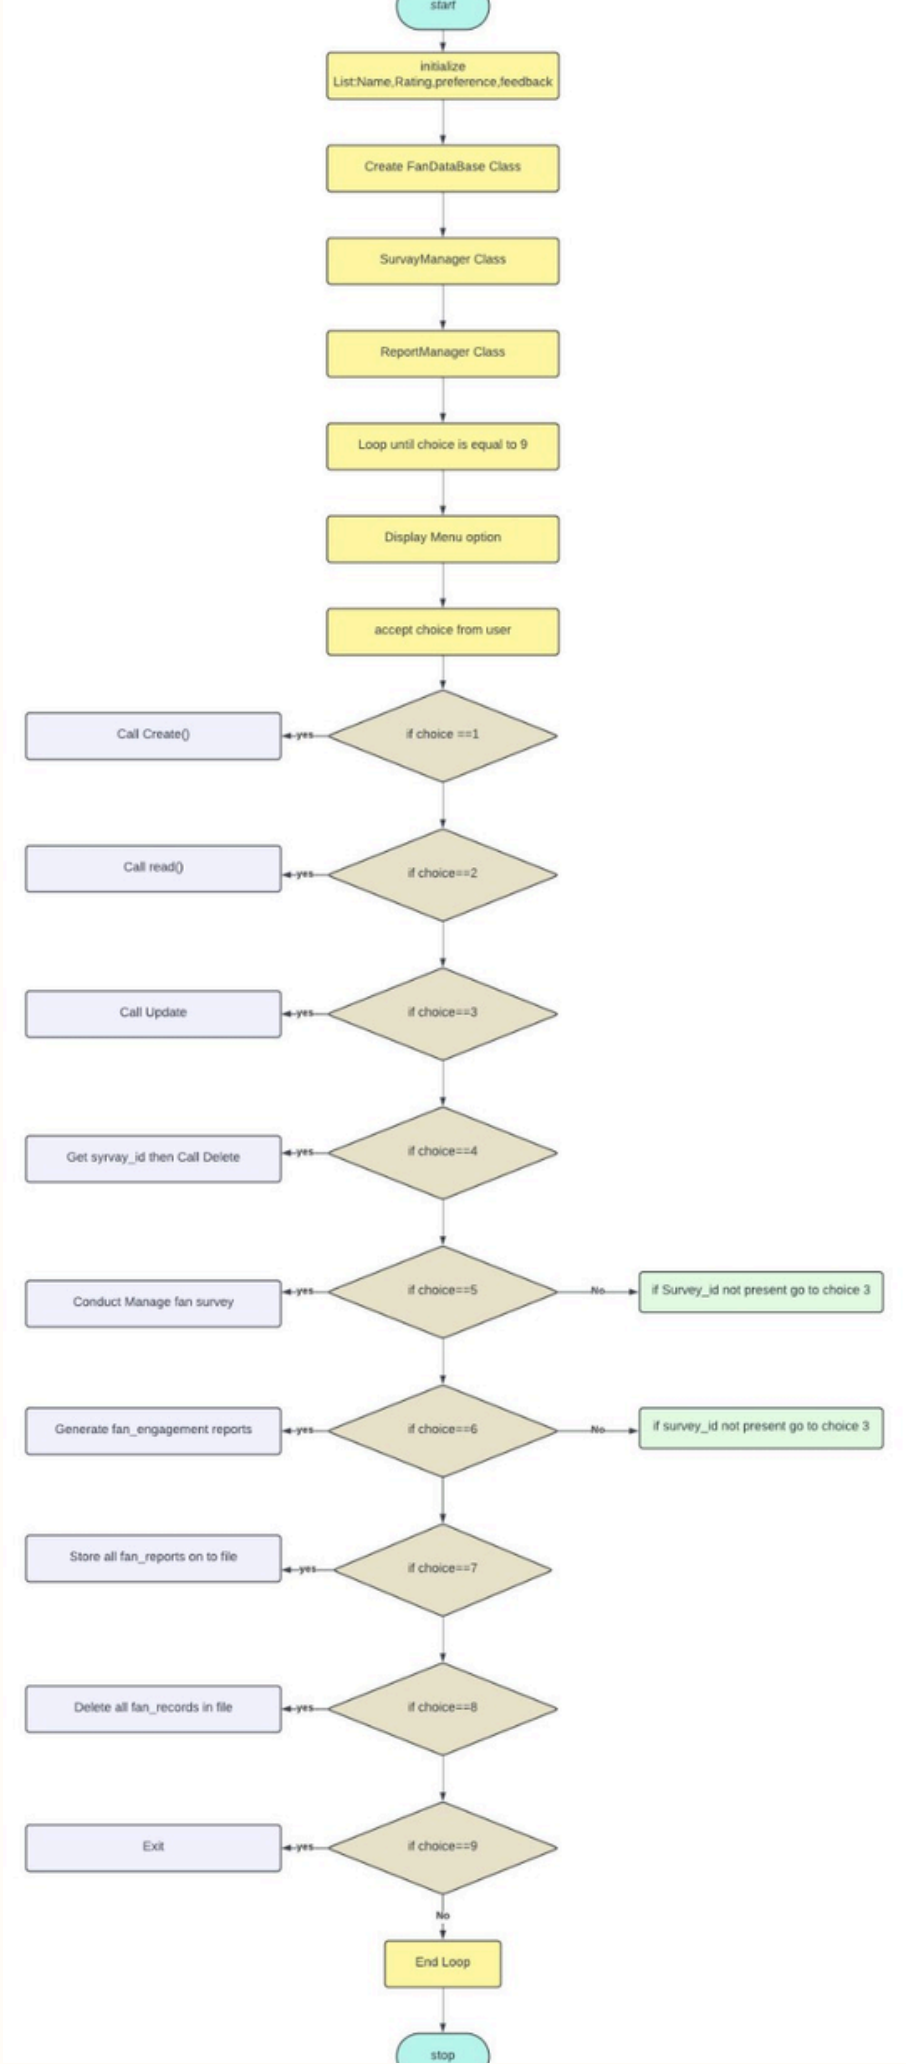 start
initialize
List:Name,Rating,preference,feedback
Create FanDataBase Class
SurvayManager Class
ReportManager Class
Loop until choice is equal to 9
Display Menu option
accept choice from user
Call Create()
yes
if choice ==1
Call read()
yes
if choice==2
Call Update
yes
if choice==3
Get syrvay_id then Call Delete
yes
if choice==4
Conduct Manage fan survey
yes
if choice==5
No
if Survey_id not present go to choice 3
Generate fan_engagement reports
yes
if choice==6
No
if survey_id not present go to choice 3
Store all fan_reports on to file
yes
if choice==7
Delete all fan_records in file
yes
if choice==8
Exit
yes
if choice==9
No
End Loop
stop